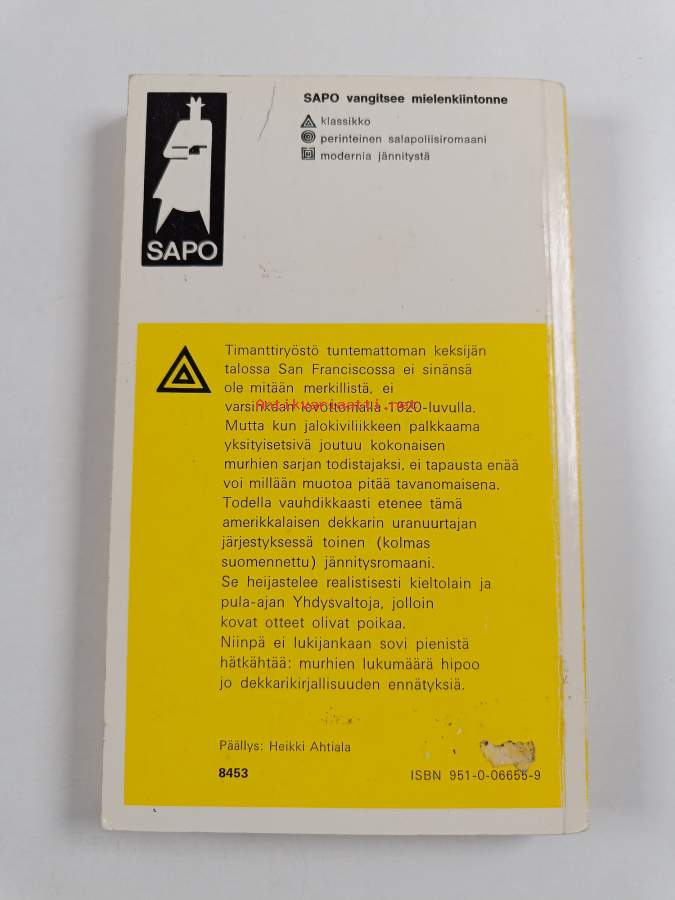 SAPO
SAPO vangitsee mielenkiintonne
klassikko
perinteinen salapoliisiromaani
modernia jännitystä
Timanttiryöstö tuntemattoman keksijän
talossa San Franciscossa ei sinänsä
ole mitään merkillistä, ei
varsinkaan levottomalla 1920-luvulla.
Antikvariaatti.net
Mutta kun jalokiviliikkeen palkkaama
yksityisetsivä joutuu kokonaisen
murhien sarjan todistajaksi, ei tapausta enää
voi millään muotoa pitää tavanomaisena.
Todella vauhdikkaasti etenee tämä
amerikkalaisen dekkarin uranuurtajan
järjestyksessä toinen (kolmas
suomennettu) jännitysromaani.
Se heijastelee realistisesti kieltolain ja
pula-ajan Yhdysvaltoja, jolloin
kovat otteet olivat poikaa.
Niinpä ei lukijankaan sovi pienistä
hätkähtää: murhien lukumäärä hipoo
jo dekkarikirjallisuuden ennätyksiä.
Päällys: Heikki Ahtiala
8453
ISBN 951-0-06655-9